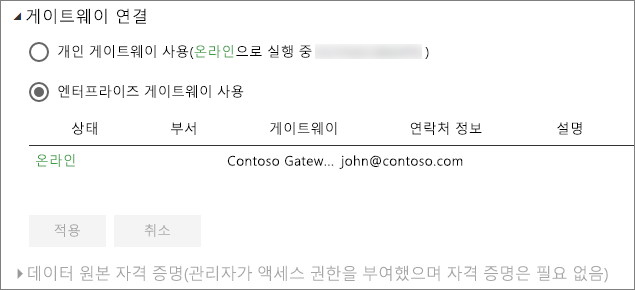 게이트웨이 연결
개인 게이트웨이 사용(온라인으로 실행 중 )
엔터프라이즈 게이트웨이 사용
상태 부서 게이트웨이 연락처 정보 설명
온라인 Contoso Gatew... john@contoso.com
적용 취소
데이터 원본 자격 증명(관리자가 액세스 권한을 부여했으며 자격 증명은 필요 없음)